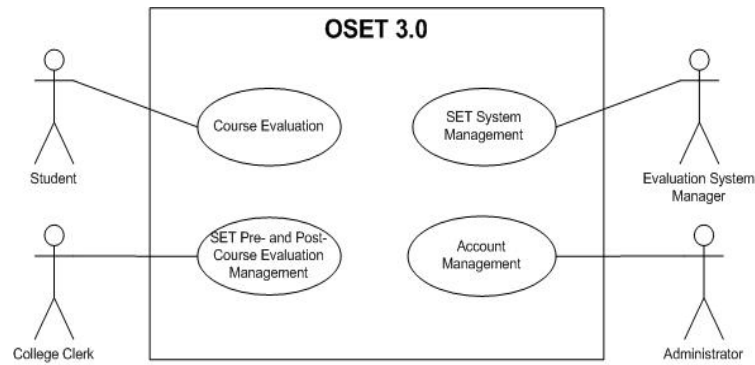 OSET 3.0
Course Evaluation
SET System
Management
Student
Evaluation System
Manager
SET Pre- and Post-
Course Evaluation
Management
Account
Management
College Clerk
Administrator